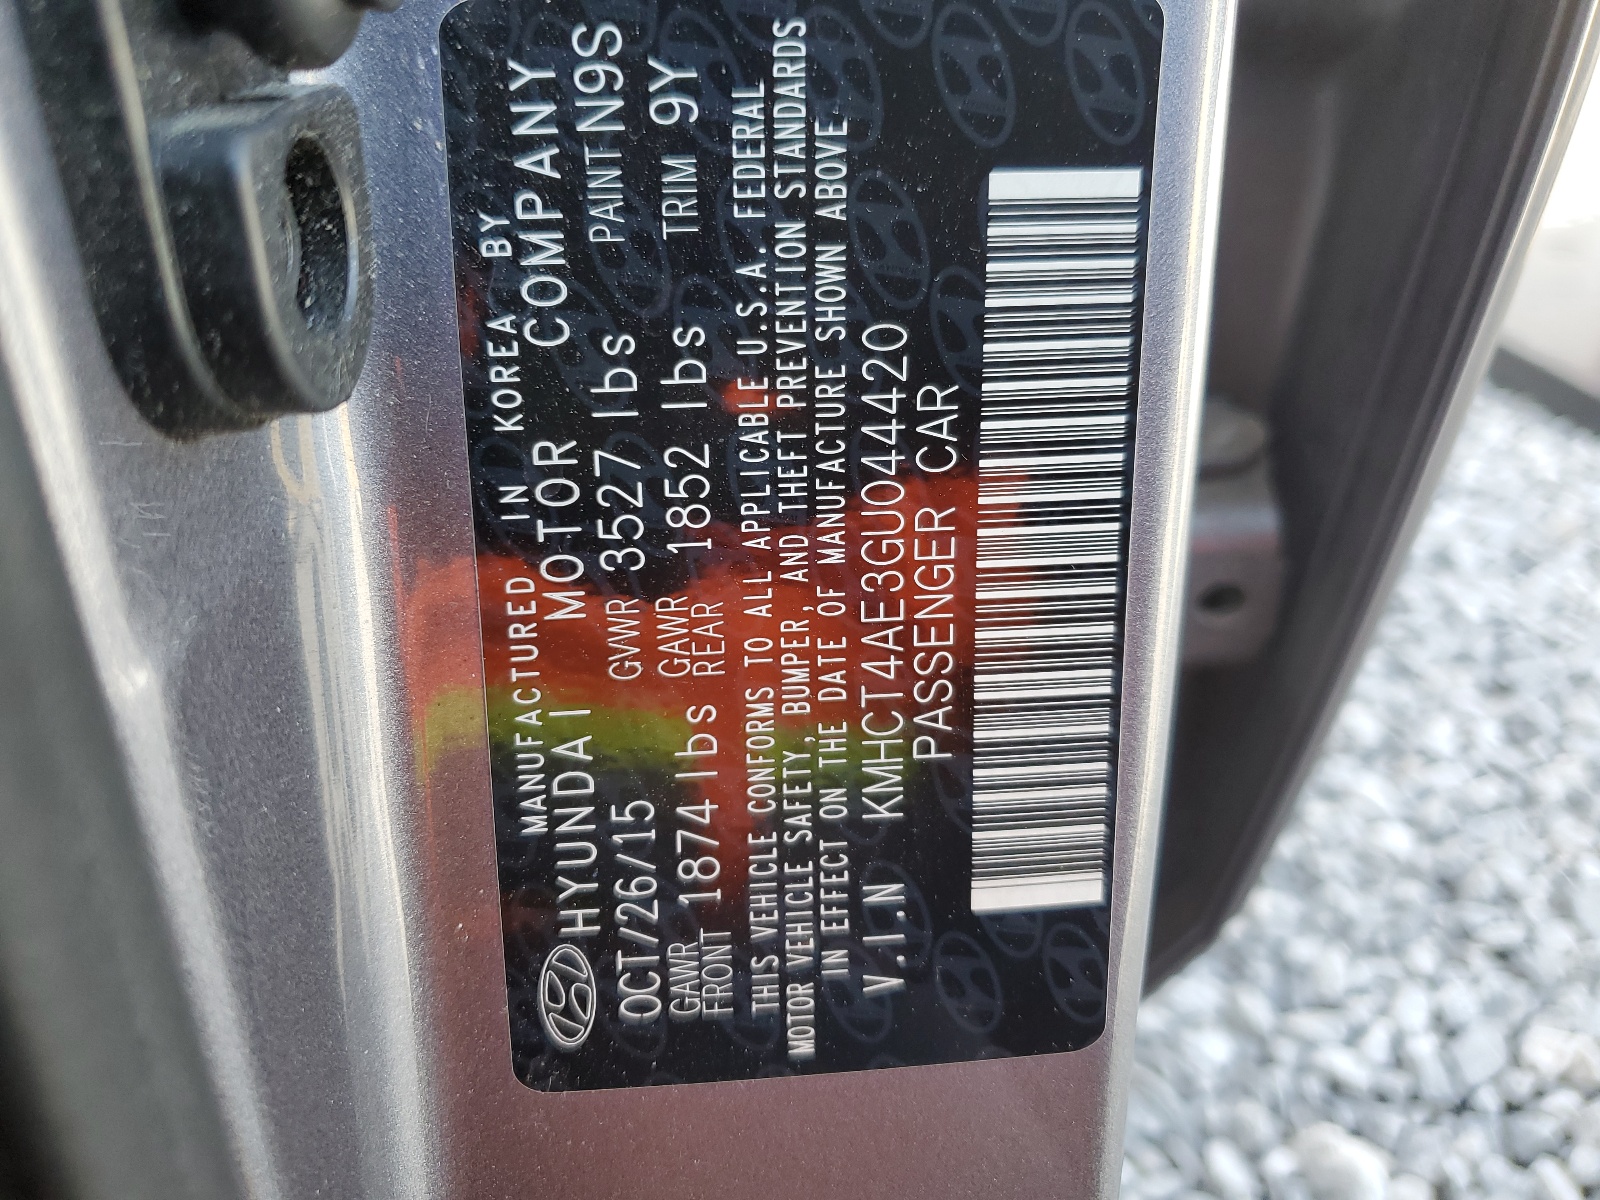 MANUFACTURED IN KOREA BY
HYUNDAI MOTOR COMPANY
OCT/26/15 GVWR 3527 lbs PAINT N9S
GAWR FRONT 1874 lbs GAWR REAR 1852 lbs TRIM 9Y
THIS VEHICLE CONFORMS TO ALL APPLICABLE U.S.A. FEDERAL
MOTOR VEHICLE SAFETY, BUMPER, AND THEFT PREVENTION STANDARDS
IN EFFECT ON THE DATE OF MANUFACTURE SHOWN ABOVE.
V.I.N KMHCT4AE3GU044420
PASSENGER CAR